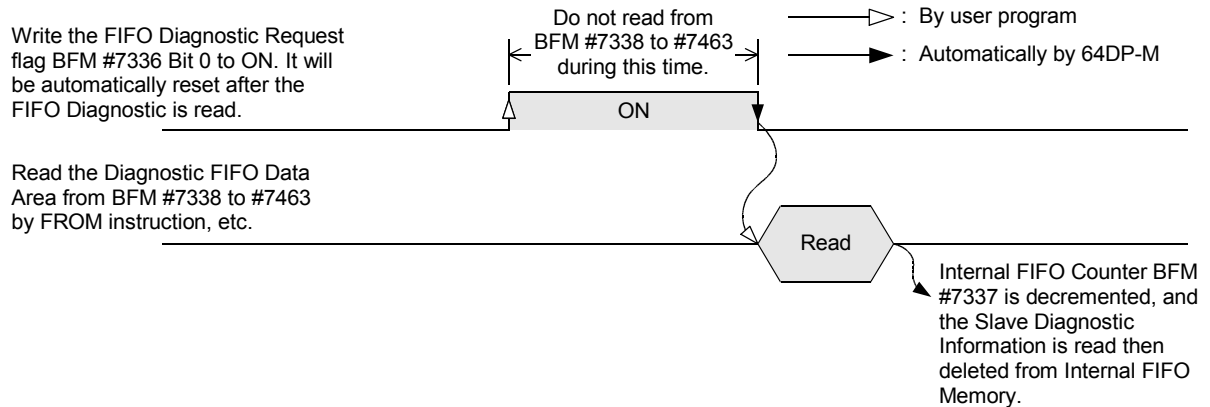 Write the FIFO Diagnostic Request
flag BFM #7336 Bit 0 to ON. It will
be automatically reset after the
FIFO Diagnostic is read.
Do not read from
BFM #7338 to #7463
during this time.
: By user program
: Automatically by 64DP-M
ON
Read the Diagnostic FIFO Data
Area from BFM #7338 to #7463
by FROM instruction, etc.
Read
Internal FIFO Counter BFM
#7337 is decremented, and
the Slave Diagnostic
Information is read then
deleted from Internal FIFO
Memory.